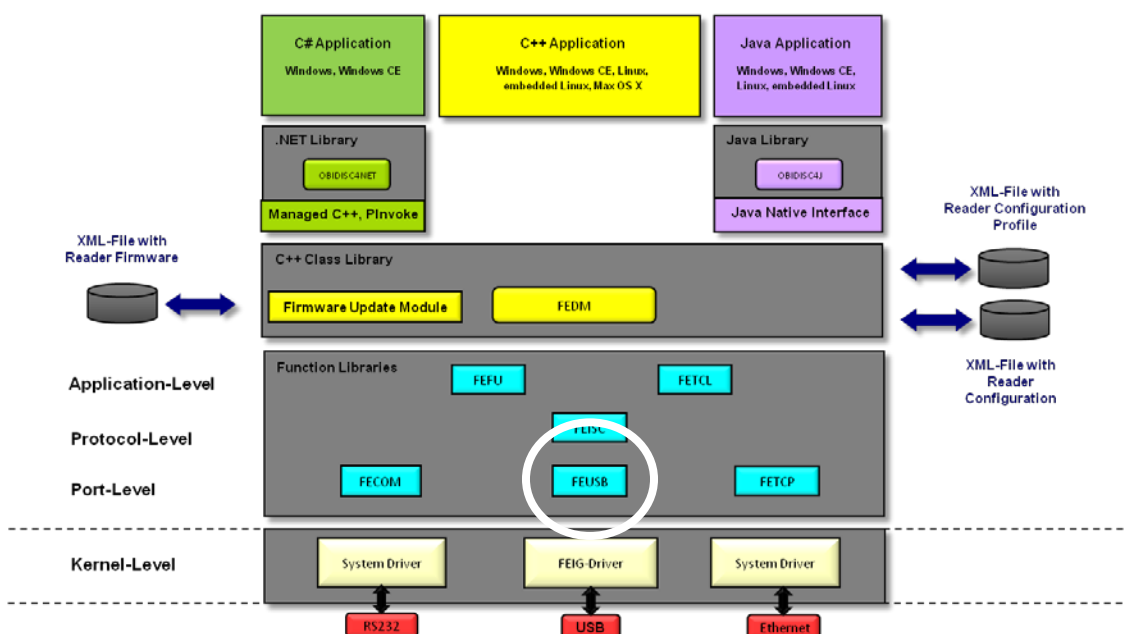 C# Application
Windows, Windows CE
C++ Application
Windows, Windows CE, Linux,
embedded Linux, Max OS X
Java Application
Windows, Windows CE,
Linux, embedded Linux
.NET Library
OBIDISC4NET
Managed C++, PInvoke
Java Library
OBIDISC4J
Java Native Interface
XML-File with
Reader Firmware
XML-File with
Reader Configuration
Profile
C++ Class Library
Firmware Update Module
FEDM
XML-File with
Reader
Configuration
Function Libraries
Application-Level
FEFU
FETCL
Protocol-Level
FEISC
Port-Level
FECOM
FEUSB
FETCP
Kernel-Level
System Driver
FEIG-Driver
System Driver
RS232
USB
Ethernet